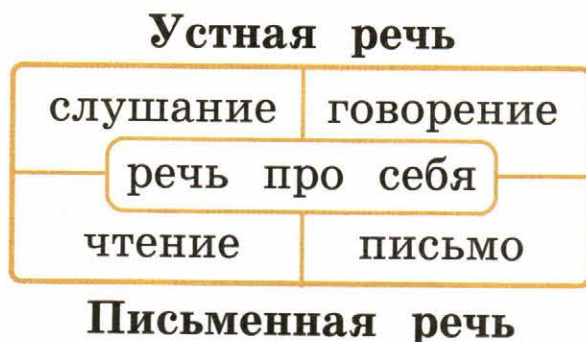 Устная речь
слушание говорение
речь про себя
чтение письмо
Письменная речь